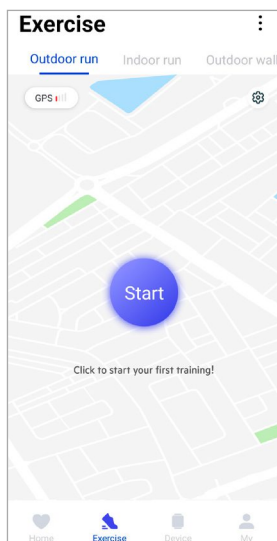 Exercise
Outdoor run Indoor run Outdoor wal
GPS
Start
Click to start your first training!
Home Exercise Device My